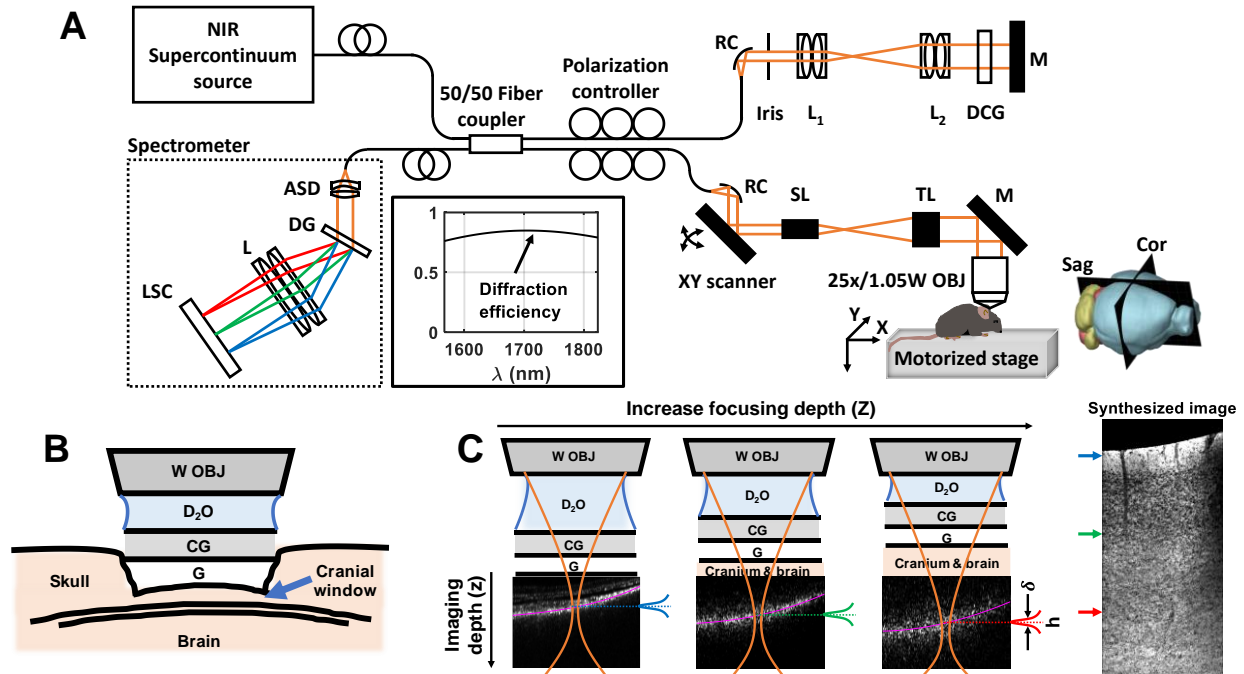 A
NIR
Supercontinuum
source
50/50 Fiber
coupler
Polarization
controller
RC
Iris
L1
L2
DCG
M
Spectrometer
ASD
DG
L
LSC
1
0.5
0
Diffraction
efficiency
1600
1700
1800
λ (nm)
RC
SL
TL
M
XY scanner
25x/1.05W OBJ
Y
X
Motorized stage
Sag
Cor
B
W OBJ
D2O
CG
G
Skull
Cranial
window
Brain
C
Increase focusing depth (Z)
W OBJ
D2O
CG
G
W OBJ
D2O
CG
G
Cranium & brain
W OBJ
D2O
CG
G
Cranium & brain
Imaging
depth (z)
δ
h
Synthesized image